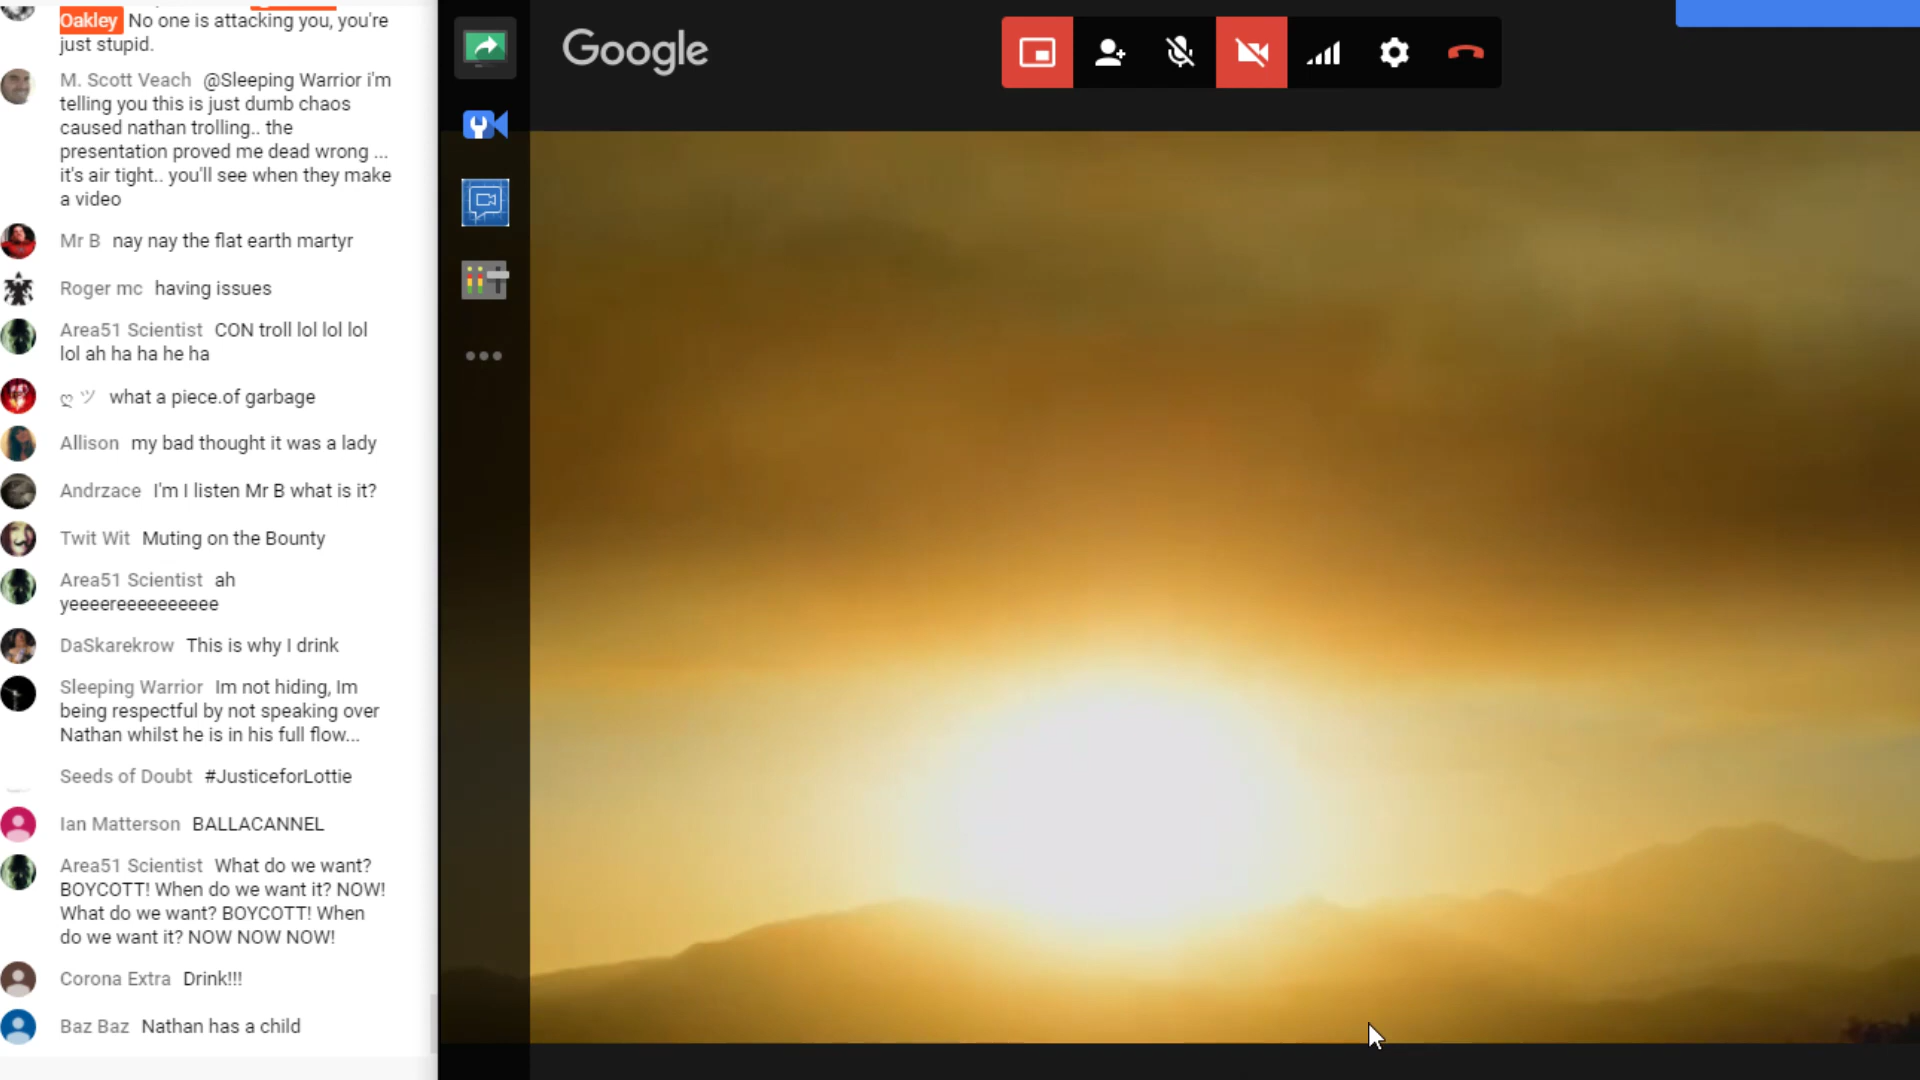 Oakley No one is attacking you, you're
just stupid.
M. Scott Veach @Sleeping Warrior i'm
telling you this is just dumb chaos
caused nathan trolling.. the
presentation proved me dead wrong ...
it's air tight.. you'll see when they make
a video
Mr B nay nay the flat earth martyr
Roger mc having issues
Area51 Scientist CON troll lol lol lol
lol ah ha ha he ha
ღ ツ what a piece.of garbage
Allison my bad thought it was a lady
Andrzace I'm I listen Mr B what is it?
Twit Wit Muting on the Bounty
Area51 Scientist ah
yeeeereeeeeeeeee
DaSkarekrow This is why I drink
Sleeping Warrior Im not hiding, Im
being respectful by not speaking over
Nathan whilst he is in his full flow...
Seeds of Doubt #JusticeforLottie
Ian Matterson BALLACANNEL
Area51 Scientist What do we want?
BOYCOTT! When do we want it? NOW!
What do we want? BOYCOTT! When
do we want it? NOW NOW NOW!
Corona Extra Drink!!!
Baz Baz Nathan has a child
Google